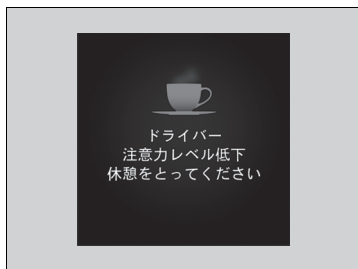 ドライバー
注意力レベル低下
休憩をとってください